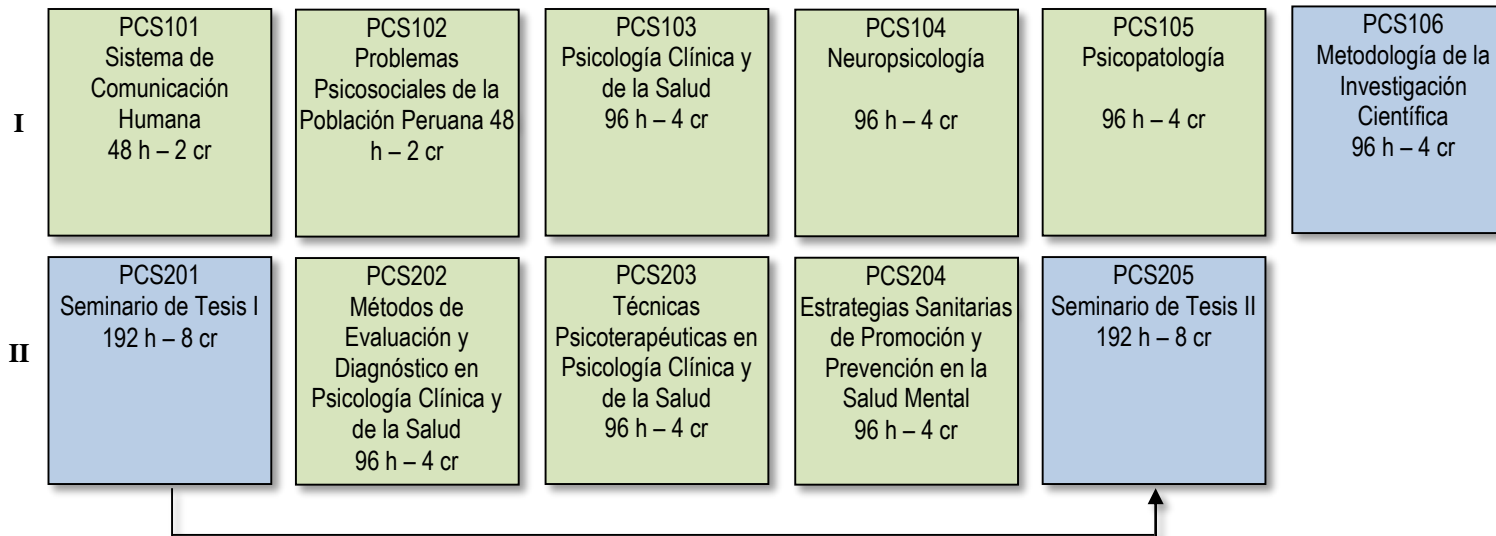 PCS101
Sistema de
Comunicación
Humana
48 h – 2 cr
PCS102
Problemas
Psicosociales de la
Población Peruana 48
h – 2 cr
PCS103
Psicología Clínica y
de la Salud
96 h – 4 cr
PCS104
Neuropsicología
96 h – 4 cr
PCS105
Psicopatología
96 h – 4 cr
PCS106
Metodología de la
Investigación
Científica
96 h – 4 cr
I
PCS201
Seminario de Tesis I
192 h – 8 cr
PCS202
Métodos de
Evaluación y
Diagnóstico en
Psicología Clínica y
de la Salud
96 h – 4 cr
PCS203
Técnicas
Psicoterapéuticas en
Psicología Clínica y
de la Salud
96 h – 4 cr
PCS204
Estrategias Sanitarias
de Promoción y
Prevención en la
Salud Mental
96 h – 4 cr
PCS205
Seminario de Tesis II
192 h – 8 cr
II